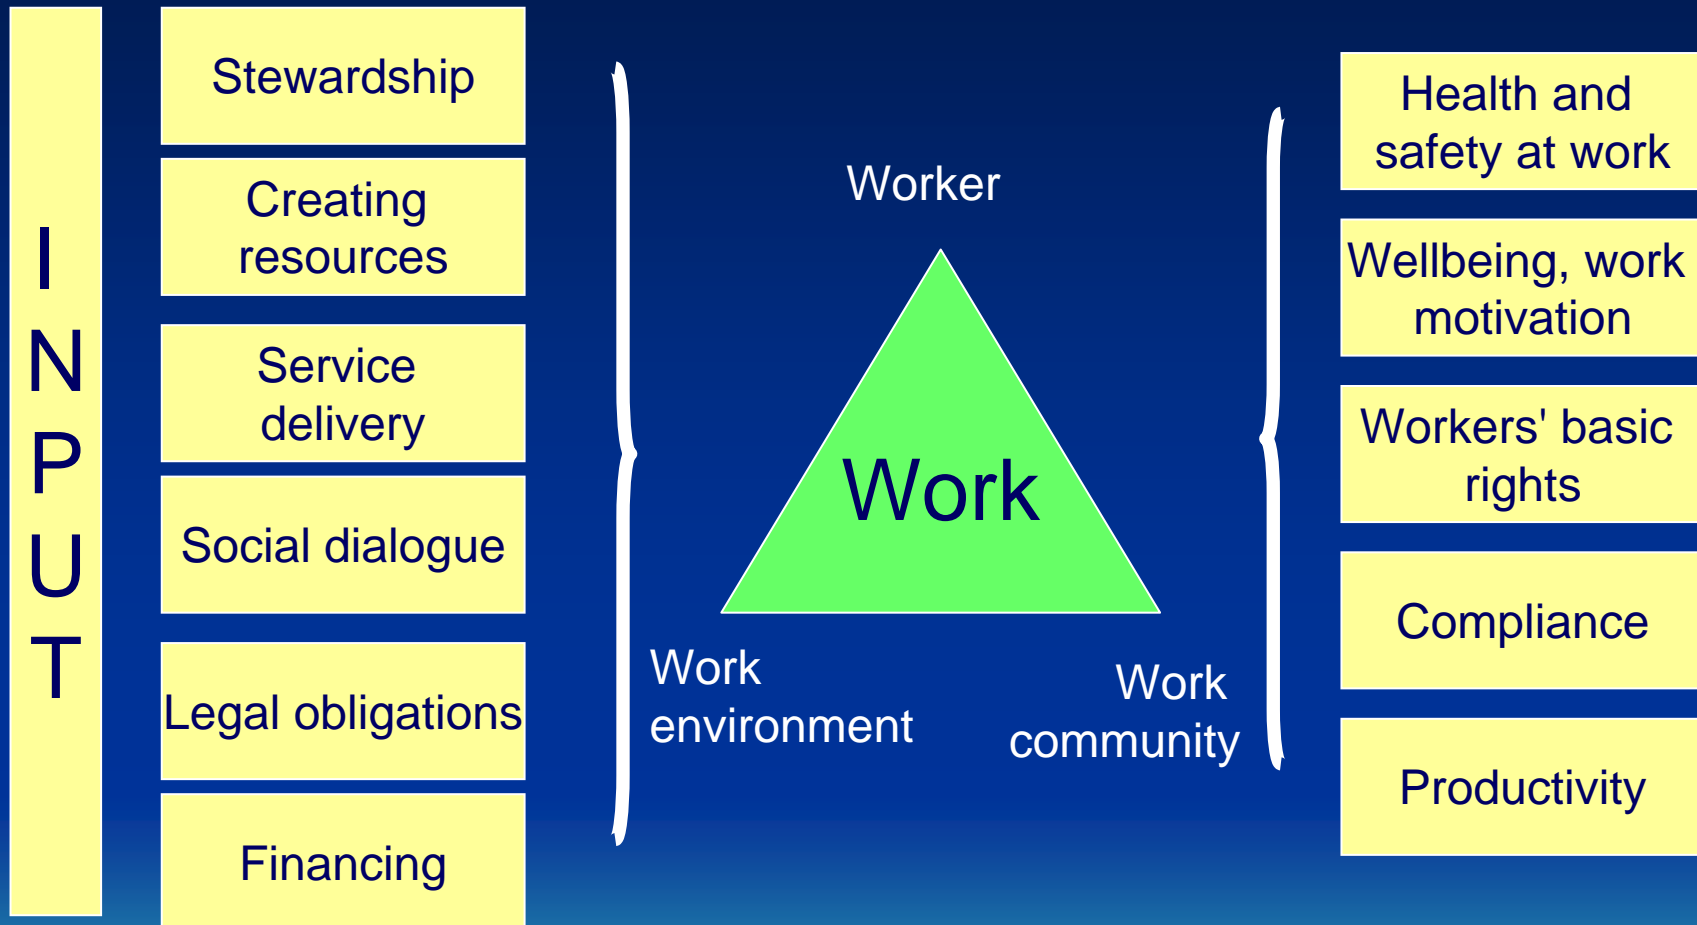 I
N
P
U
T
Stewardship
Creating
resources
Service
delivery
Social dialogue
Legal obligations
Financing
Worker
Work
Work
environment
Work
community
Health and
safety at work
Wellbeing, work
motivation
Workers' basic
rights
Compliance
Productivity